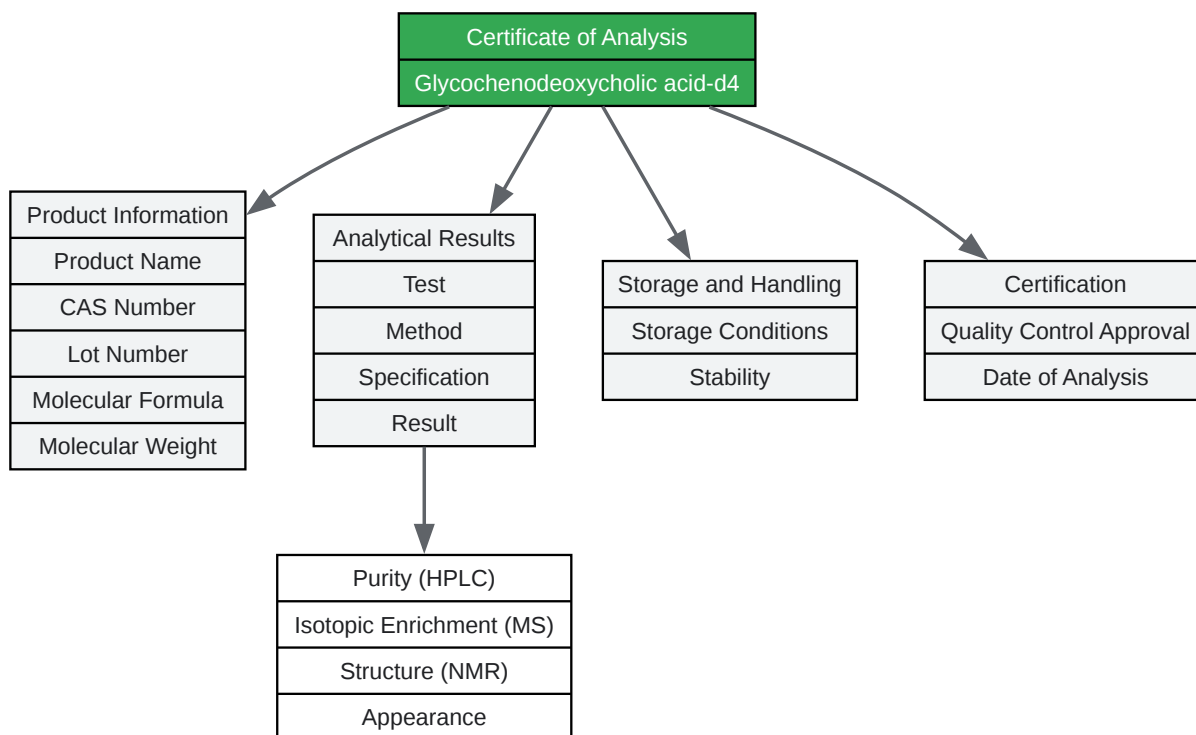 Certificate of Analysis
Glycochenodeoxycholic acid-d4
Product Information
Product Name
CAS Number
Lot Number
Molecular Formula
Molecular Weight
Analytical Results
Test
Method
Specification
Result
Storage and Handling
Storage Conditions
Stability
Certification
Quality Control Approval
Date of Analysis
Purity (HPLC)
Isotopic Enrichment (MS)
Structure (NMR)
Appearance